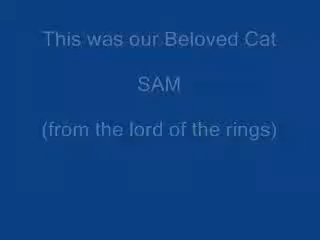 This was our Beloved Cat
SAM
(from the lord of the rings)